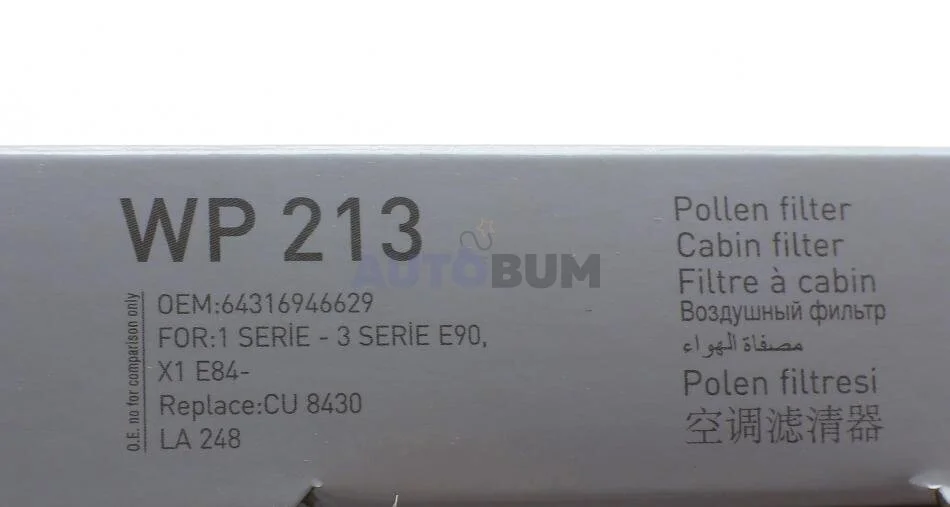 WP 213
AUTOBUM
O.E. no for comparison only
OEM:64316946629
FOR:1 SERİE - 3 SERİE E90,
X1 E84-
Replace:CU 8430
LA 248
Pollen filter
Cabin filter
Filtre à cabin
Воздушный фильтр
مصفاة الهواء
Polen filtresi
空调滤清器